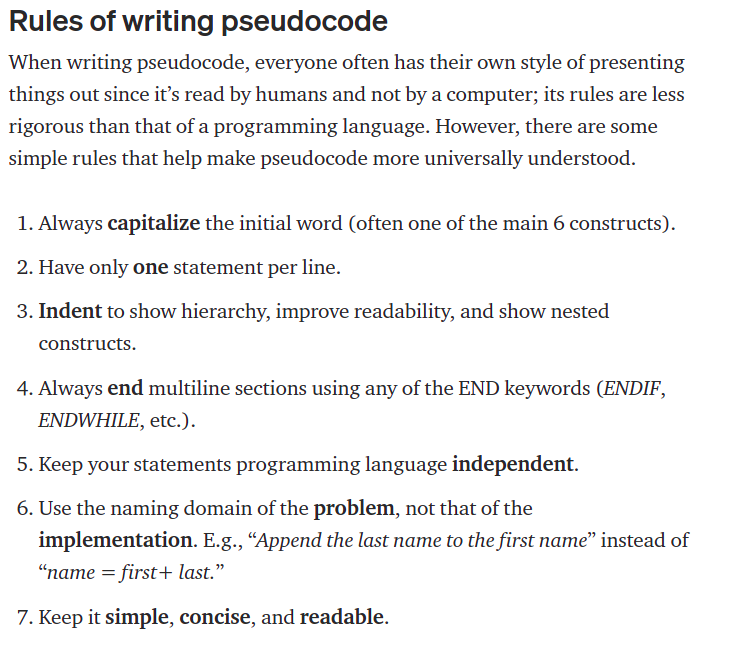 Rules of writing pseudocode
When writing pseudocode, everyone often has their own style of presenting
things out since it’s read by humans and not by a computer; its rules are less
rigorous than that of a programming language. However, there are some
simple rules that help make pseudocode more universally understood.
1. Always capitalize the initial word (often one of the main 6 constructs).
2. Have only one statement per line.
3. Indent to show hierarchy, improve readability, and show nested
constructs.
4. Always end multiline sections using any of the END keywords (ENDIF,
ENDWHILE, etc.).
5. Keep your statements programming language independent.
6. Use the naming domain of the problem, not that of the
implementation. E.g., “Append the last name to the first name” instead of
“name = first+ last.”
7. Keep it simple, concise, and readable.